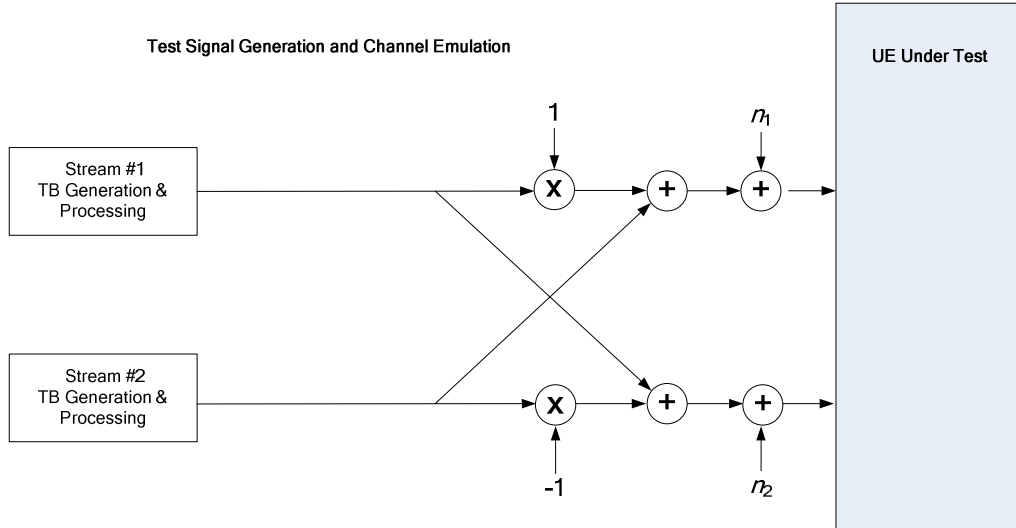 Test Signal Generation and Channel Emulation
UE Under Test
1
n1
Stream #1
TB Generation &
Processing
X
+
+
Stream #2
TB Generation &
Processing
X
+
+
-1
n2